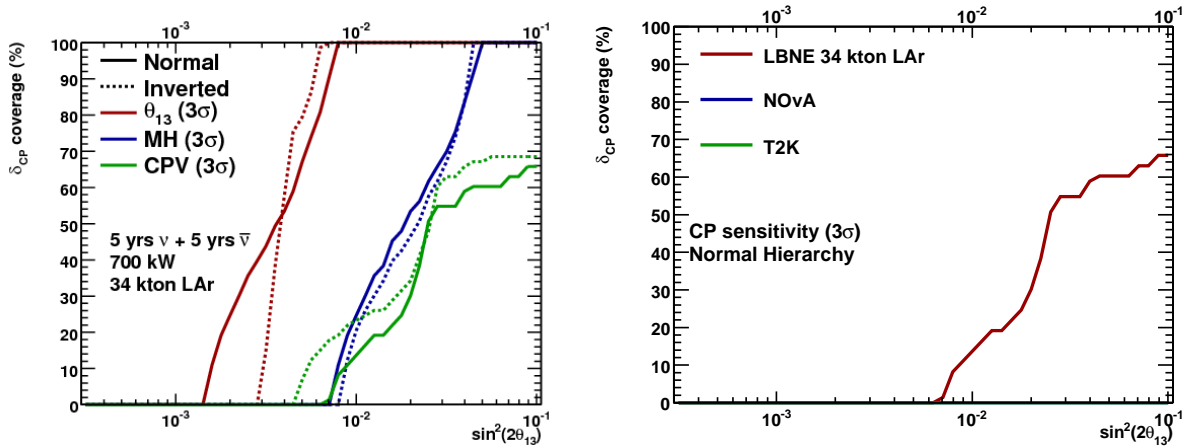 10⁻³ 10⁻² 10⁻¹
δCP coverage (%)
100
90
80
70
60
50
40
30
20
10
0
Normal
Inverted
θ13 (3σ)
MH (3σ)
CPV (3σ)
5 yrs ν + 5 yrs ν̅
700 kW
34 kton LAr
10⁻³ 10⁻² 10⁻¹
sin²(2θ13)
10⁻³ 10⁻² 10⁻¹
δCP coverage (%)
100
90
80
70
60
50
40
30
20
10
0
LBNE 34 kton LAr
NOvA
T2K
CP sensitivity (3σ)
Normal Hierarchy
10⁻³ 10⁻² 10⁻¹
sin²(2θ13)